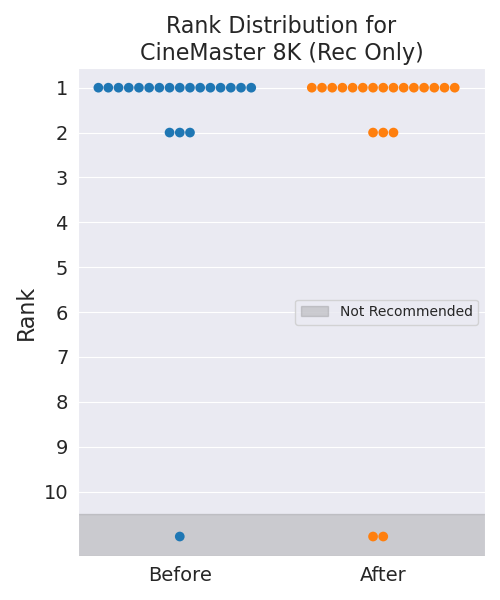 Rank Distribution for
CineMaster 8K (Rec Only)
Rank
1
2
3
4
5
6
7
8
9
10
Not Recommended
Before
After